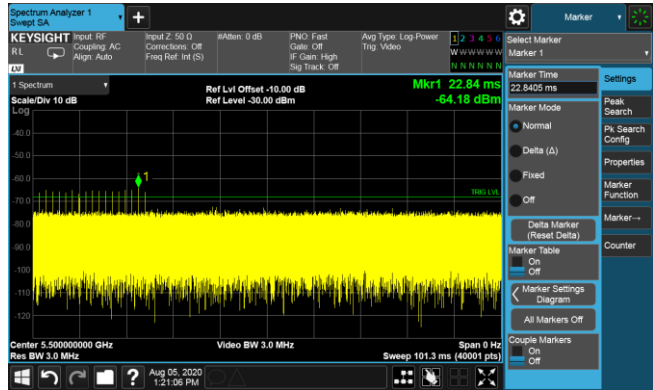 Spectrum Analyzer 1
Swept SA
+
Marker
KEYSIGHT
RL
LV
Input: RF
Coupling: AC
Align: Auto
Input Z: 50 Ω
Corrections: Off
Freq Ref: Int (S)
#Atten: 0 dB
PNO: Fast
Gate: Off
IF Gain: High
Sig Track: Off
Avg Type: Log-Power
Trig: Video
1 2 3 4 5 6
W W W W W W
N N N N N N
1 Spectrum
Scale/Div 10 dB
Log
Ref Lvl Offset -10.00 dB
Ref Level -30.00 dBm
Mkr1 22.84 ms
-64.18 dBm
-40.0
-50.0
-60.0
-70.0
-80.0
-90.0
-100
-110
-120
1
TRIG LVL
Center 5.500000000 GHz
Res BW 3.0 MHz
Video BW 3.0 MHz
Span 0 Hz
Sweep 101.3 ms (40001 pts)
Aug 05, 2020
1:21:06 PM
?
Select Marker
Marker 1
Marker Time
22.8405 ms
Marker Mode
Normal
Delta (Δ)
Fixed
Off
Delta Marker
(Reset Delta)
Marker Table
On
Off
Marker Settings
Diagram
All Markers Off
Couple Markers
On
Off
Settings
Peak
Search
Pk Search
Config
Properties
Marker
Function
Marker→
Counter